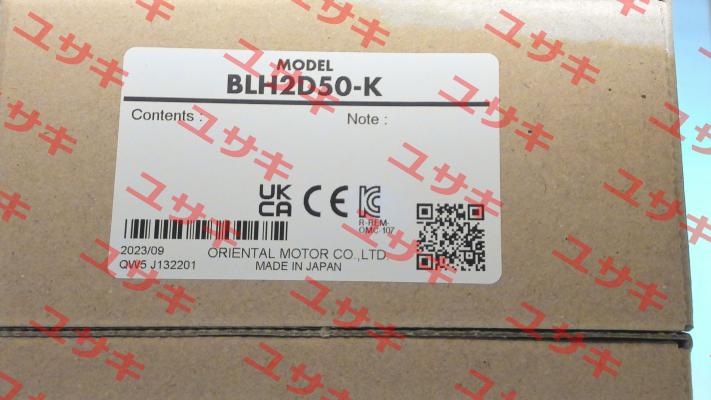 MODEL
BLH2D50-K
Contents :
Note :
UK
CA
CE
R-REM-
OMC-107
2023/09
QW5 J132201
ORIENTAL MOTOR CO.,LTD.
MADE IN JAPAN
ユサキ